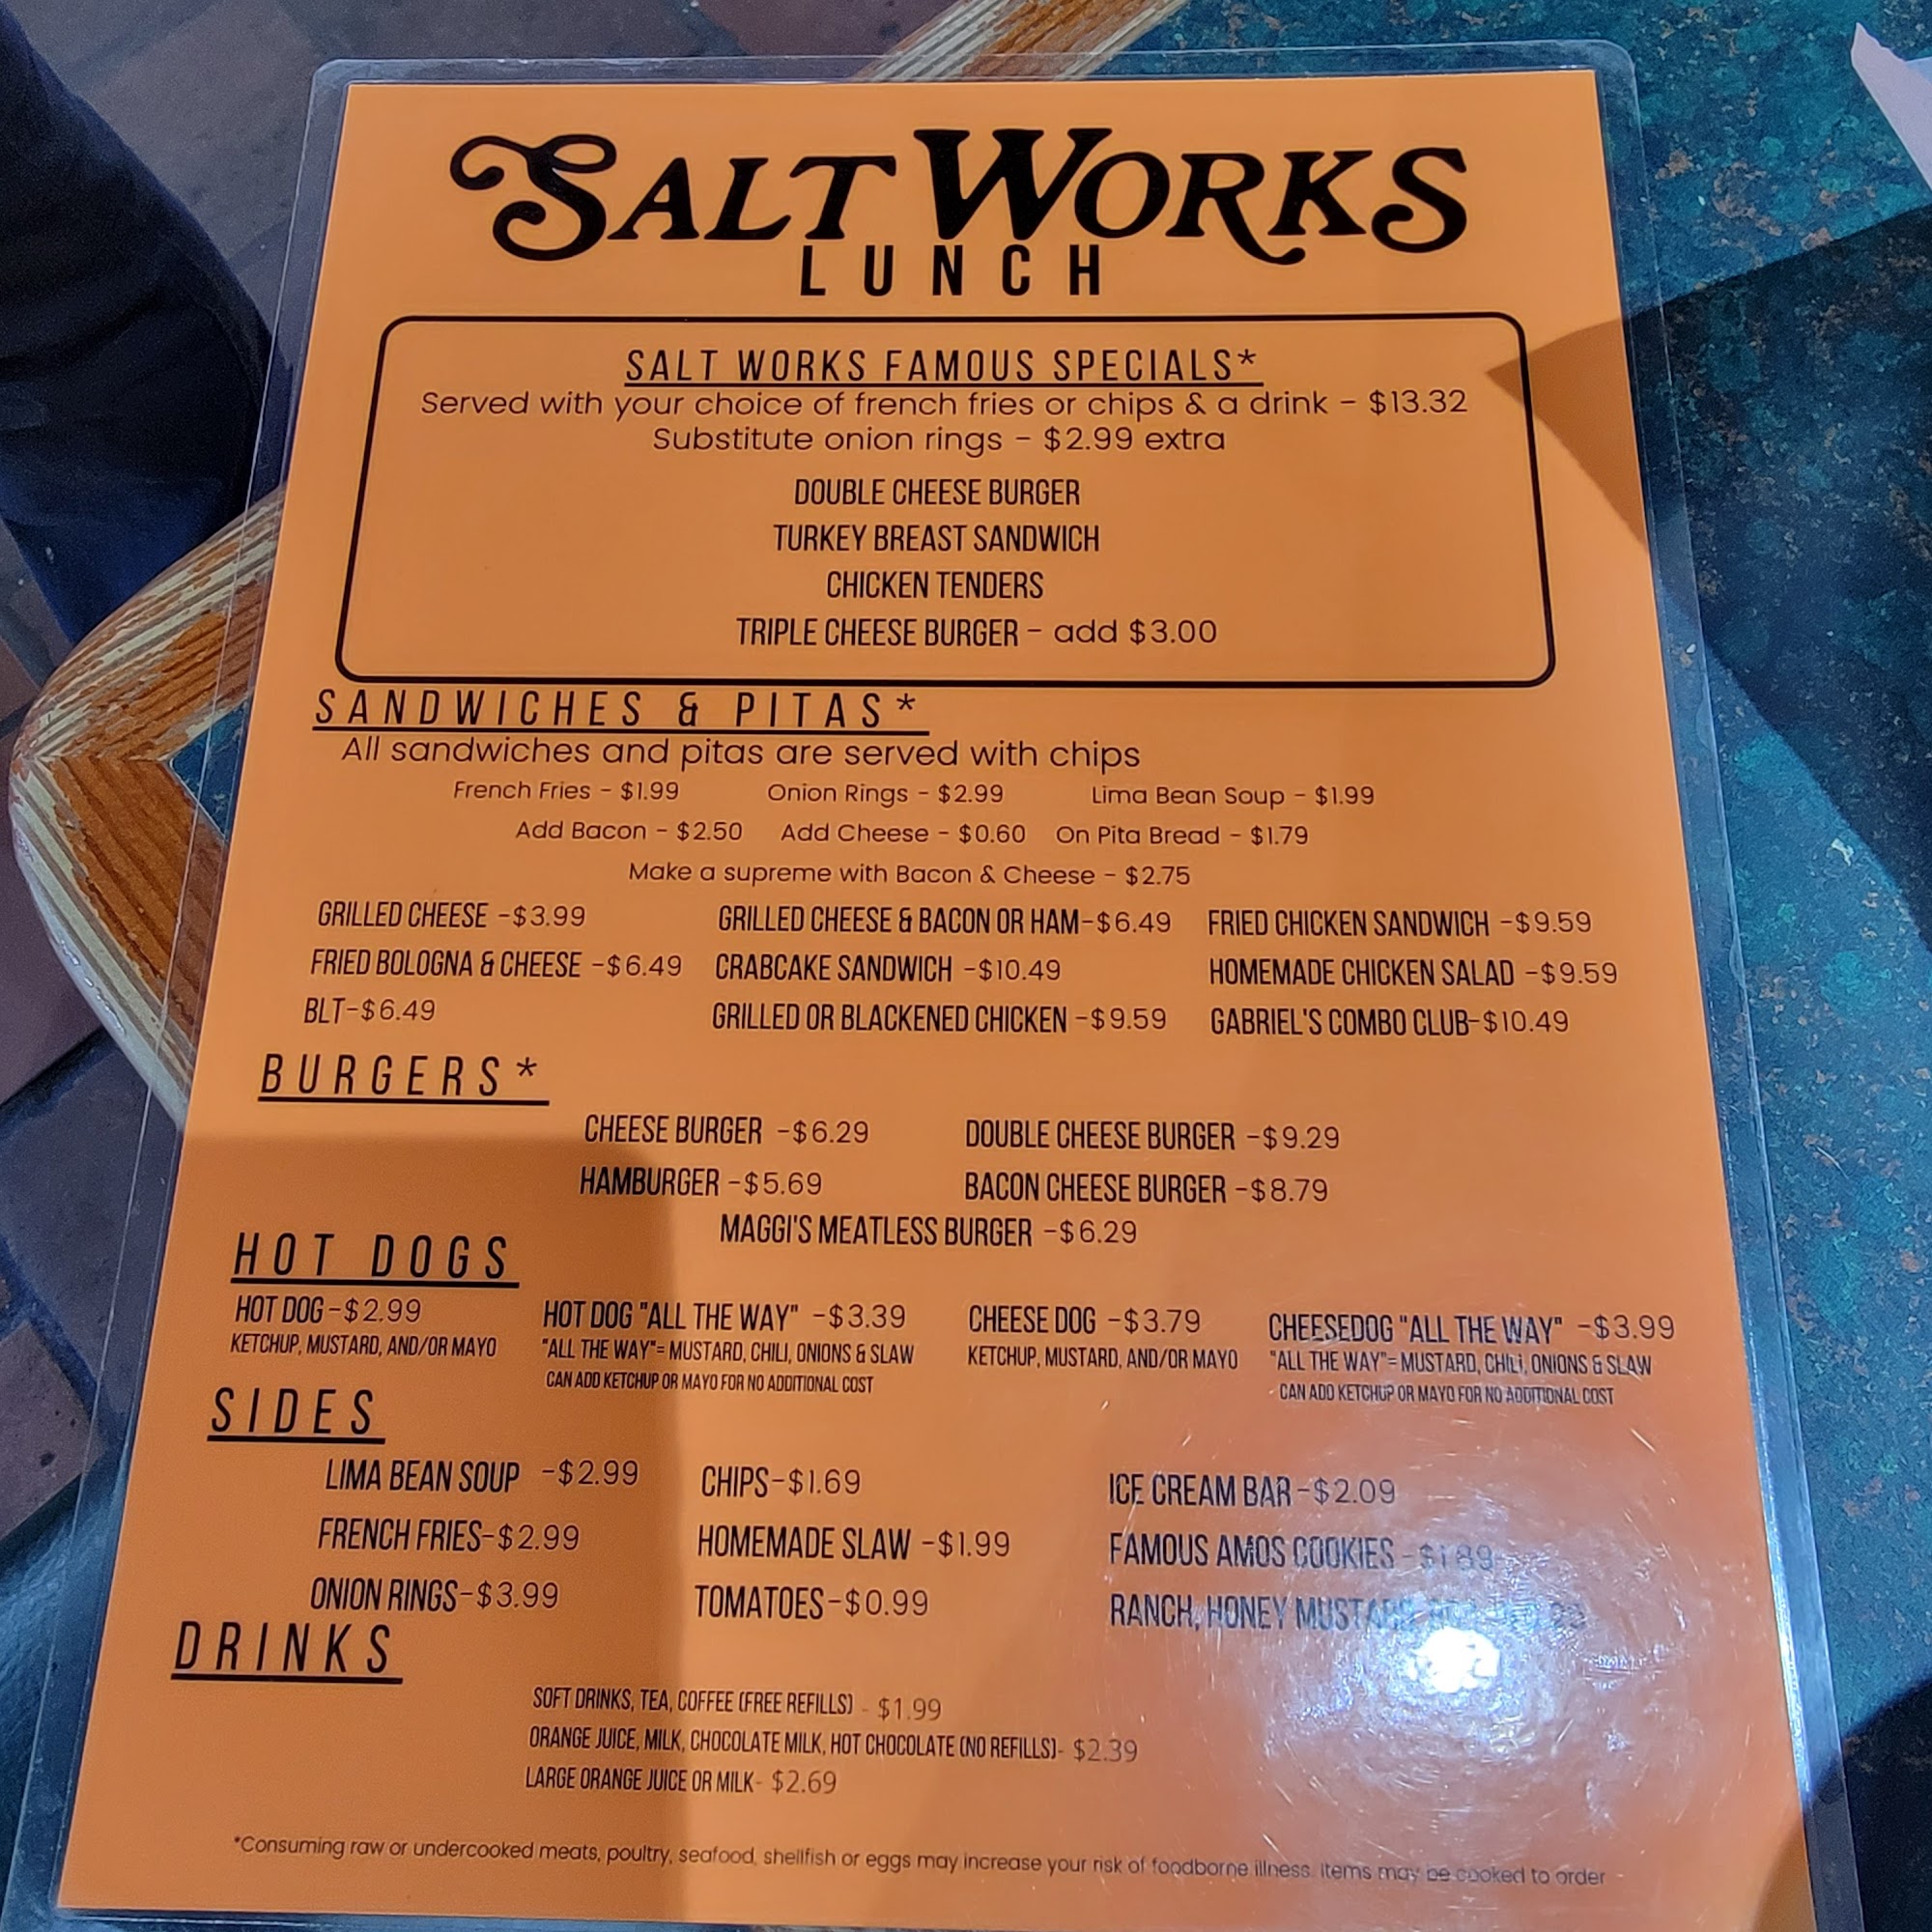 SALT WORKS
LUNCH
SALT WORKS FAMOUS SPECIALS*
Served with your choice of french fries or chips & a drink - $13.32
Substitute onion rings - $2.99 extra
DOUBLE CHEESE BURGER
TURKEY BREAST SANDWICH
CHICKEN TENDERS
TRIPLE CHEESE BURGER - add $3.00
SANDWICHES & PITAS*
All sandwiches and pitas are served with chips
French Fries - $1.99 Onion Rings - $2.99 Lima Bean Soup - $1.99
Add Bacon - $2.50 Add Cheese - $0.60 On Pita Bread - $1.79
Make a supreme with Bacon & Cheese - $2.75
GRILLED CHEESE -$3.99 GRILLED CHEESE & BACON OR HAM-$6.49 FRIED CHICKEN SANDWICH -$9.59
FRIED BOLOGNA & CHEESE -$6.49 CRABCAKE SANDWICH -$10.49 HOMEMADE CHICKEN SALAD -$9.59
BLT-$6.49 GRILLED OR BLACKENED CHICKEN -$9.59 GABRIEL'S COMBO CLUB-$10.49
BURGERS*
CHEESE BURGER -$6.29 DOUBLE CHEESE BURGER -$9.29
HAMBURGER -$5.69 BACON CHEESE BURGER -$8.79
MAGGI'S MEATLESS BURGER -$6.29
HOT DOGS
HOT DOG-$2.99 HOT DOG "ALL THE WAY" -$3.39 CHEESE DOG -$3.79 CHEESEDOG "ALL THE WAY" -$3.99
KETCHUP, MUSTARD, AND/OR MAYO "ALL THE WAY"= MUSTARD, CHILI, ONIONS & SLAW KETCHUP, MUSTARD, AND/OR MAYO "ALL THE WAY"= MUSTARD, CHILI, ONIONS & SLAW
CAN ADD KETCHUP OR MAYO FOR NO ADDITIONAL COST CAN ADD KETCHUP OR MAYO FOR NO ADDITIONAL COST
SIDES
LIMA BEAN SOUP -$2.99 CHIPS-$1.69 ICE CREAM BAR-$2.09
FRENCH FRIES-$2.99 HOMEMADE SLAW -$1.99 FAMOUS AMOS COOKIES -
ONION RINGS-$3.99 TOMATOES-$0.99 RANCH, HONEY MUSTARD,
DRINKS
SOFT DRINKS, TEA, COFFEE (FREE REFILLS) - $1.99
ORANGE JUICE, MILK, CHOCOLATE MILK, HOT CHOCOLATE (NO REFILLS)- $2.39
LARGE ORANGE JUICE OR MILK- $2.69
*Consuming raw or undercooked meats, poultry, seafood, shellfish or eggs may increase your risk of foodborne illness. Items may be cooked to order